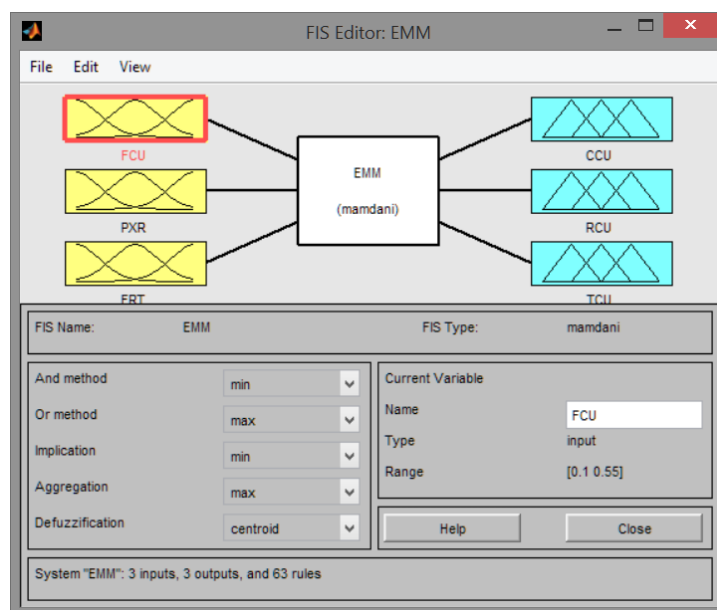 FIS Editor: EMM
File Edit View
FCU
PXR
EMM
(mamdani)
CCU
RCU
TCU
FIS Name: EMM FIS Type: mamdani
And method min
Or method max
Implication min
Aggregation max
Defuzzification centroid
Current Variable
Name FCU
Type input
Range [0.1 0.55]
Help Close
System "EMM": 3 inputs, 3 outputs, and 63 rules